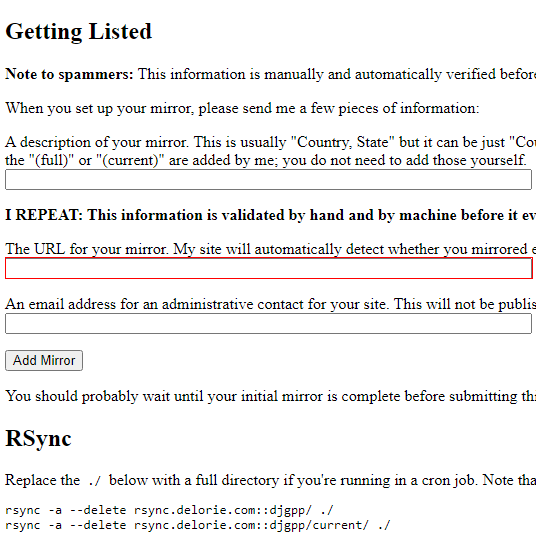 Getting Listed
Note to spammers: This information is manually and automatically verified before
When you set up your mirror, please send me a few pieces of information:
A description of your mirror. This is usually "Country, State" but it can be just
the "(full)" or "(current)" are added by me; you do not need to add those yourself.
I REPEAT: This information is validated by hand and by machine before it
The URL for your mirror. My site will automatically detect whether you mirrored
An email address for an administrative contact for your site. This will not be
Add Mirror
You should probably wait until your initial mirror is complete before submitting
RSync
Replace the ./ below with a full directory if you're running in a cron job. Note
rsync -a --delete rsync.delorie.com::djgpp/ ./
rsync -a --delete rsync.delorie.com::djgpp/current/ ./